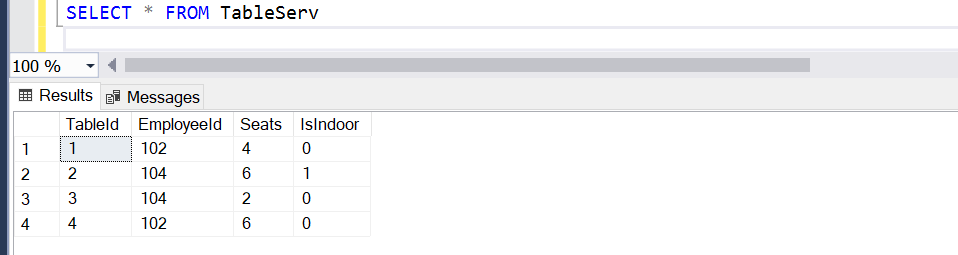 SELECT * FROM TableServ
100 %
Results Messages
TableId EmployeeId Seats IsIndoor
1 1 102 4 0
2 2 104 6 1
3 3 104 2 0
4 4 102 6 0